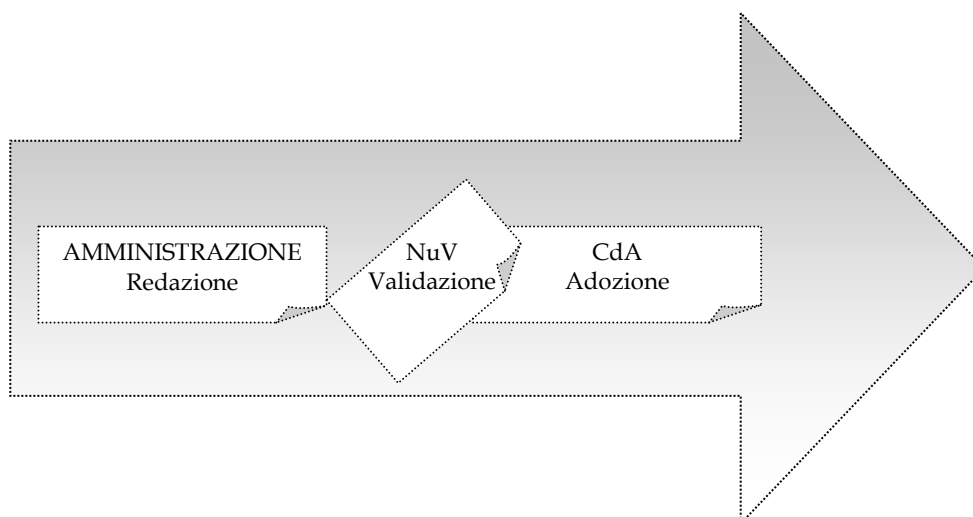 AMMINISTRAZIONE
Redazione
NuV
Validazione
CdA
Adozione